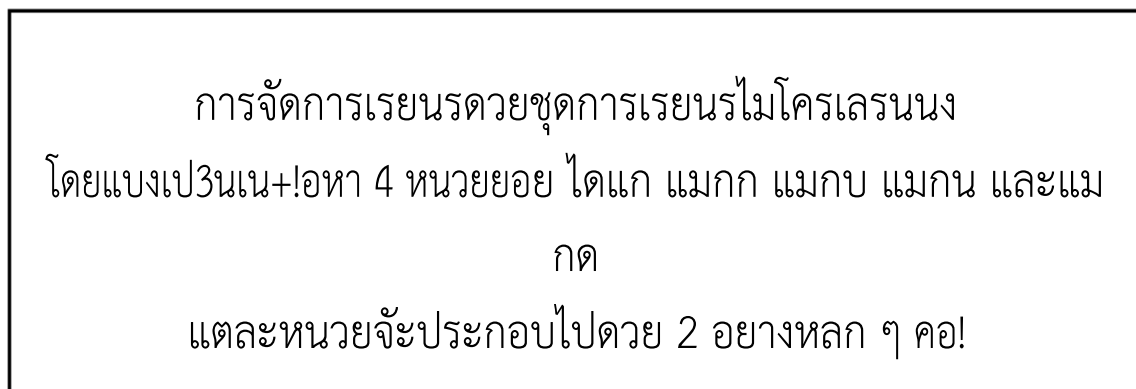 การจัดการเรยนรดวยชุดการเรยนรไมโครเลรนนง
โดยแบงเป3นเน+!อหา 4 หนวยยอย ไดแก แมกก แมกบ แมกน และแม
กด
แตละหนวยจัะประกอบไปดวย 2 อยางหลก ๆ คอ!